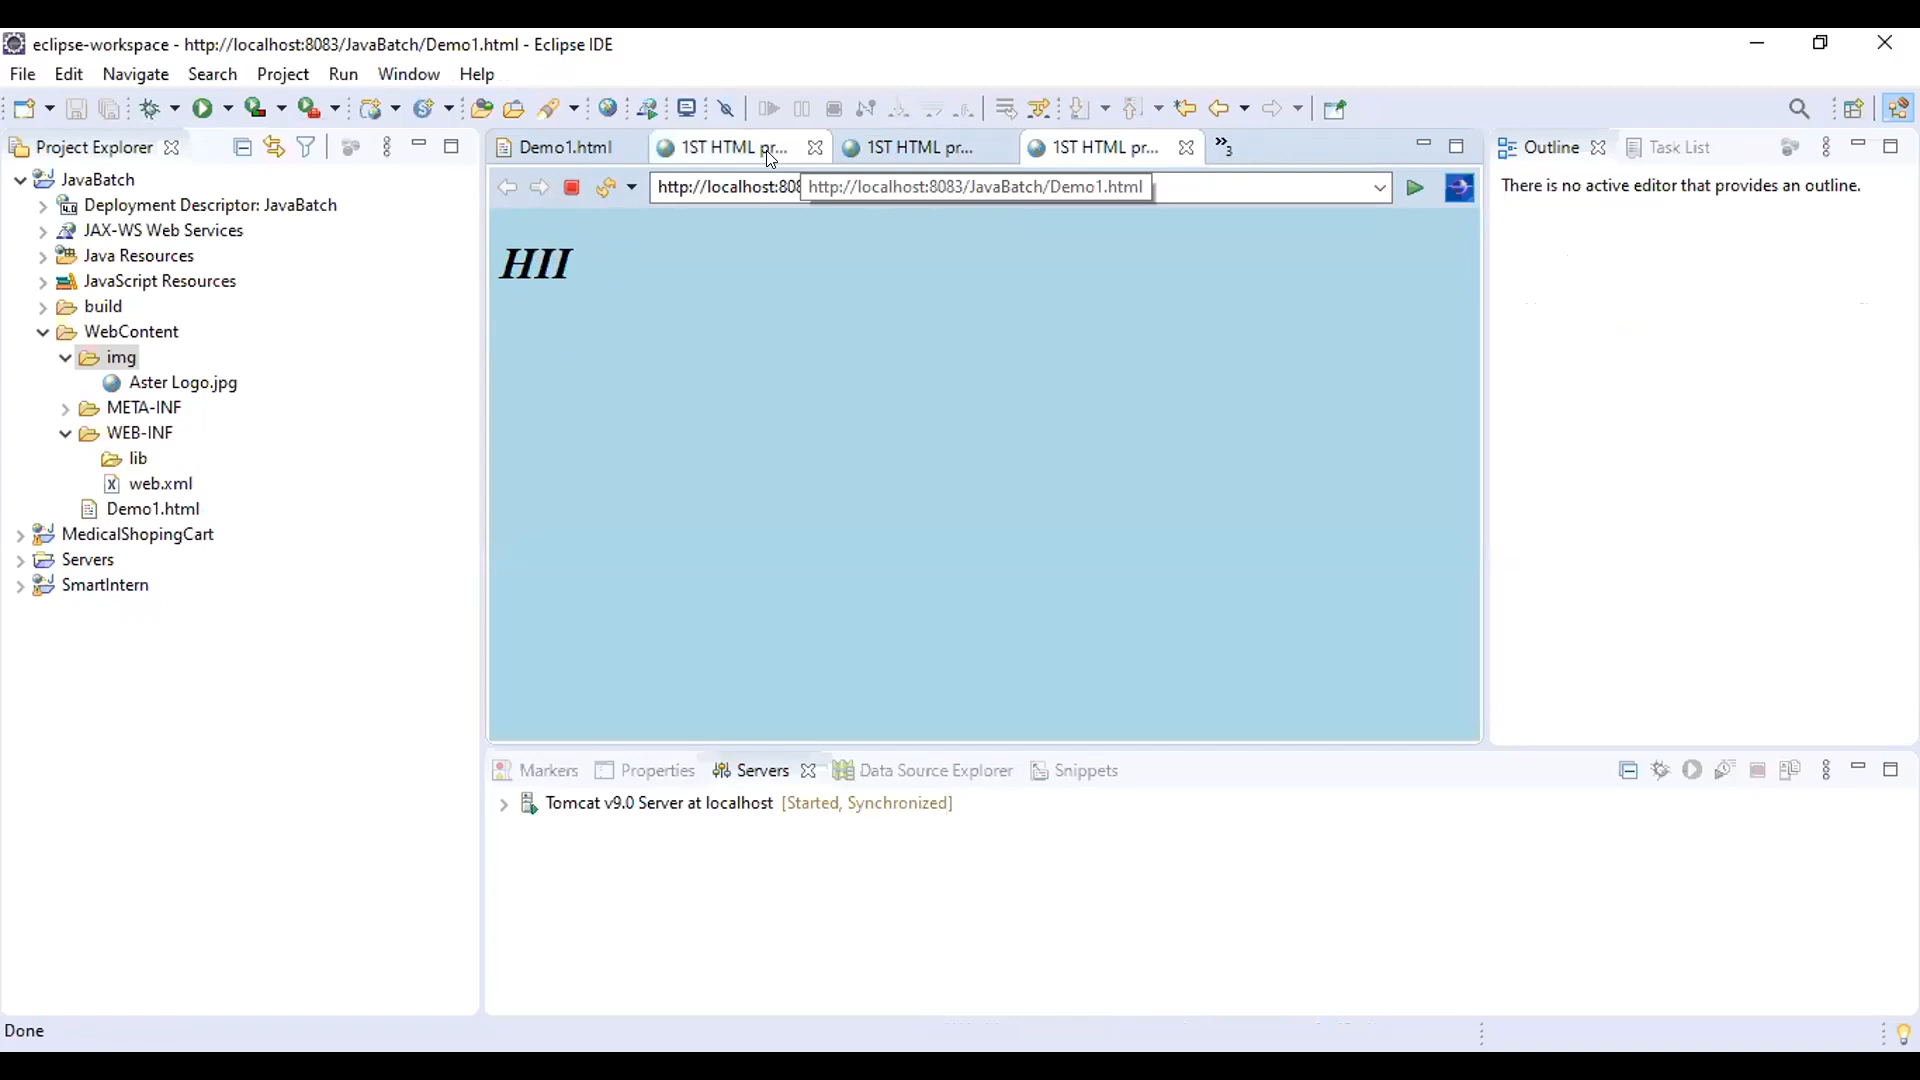 eclipse-workspace - http://localhost:8083/JavaBatch/Demo1.html - Eclipse IDE
File Edit Navigate Search Project Run Window Help
Project Explorer
JavaBatch
Deployment Descriptor: JavaBatch
JAX-WS Web Services
Java Resources
JavaScript Resources
build
WebContent
img
Aster Logo.jpg
META-INF
WEB-INF
lib
web.xml
Demo1.html
MedicalShopingCart
Servers
SmartIntern
Demo1.html 1ST HTML pr... 1ST HTML pr... 1ST HTML pr... »3
http://localhost:808
http://localhost:8083/JavaBatch/Demo1.html
HII
Outline Task List
There is no active editor that provides an outline.
Markers Properties Servers Data Source Explorer Snippets
Tomcat v9.0 Server at localhost [Started, Synchronized]
Done